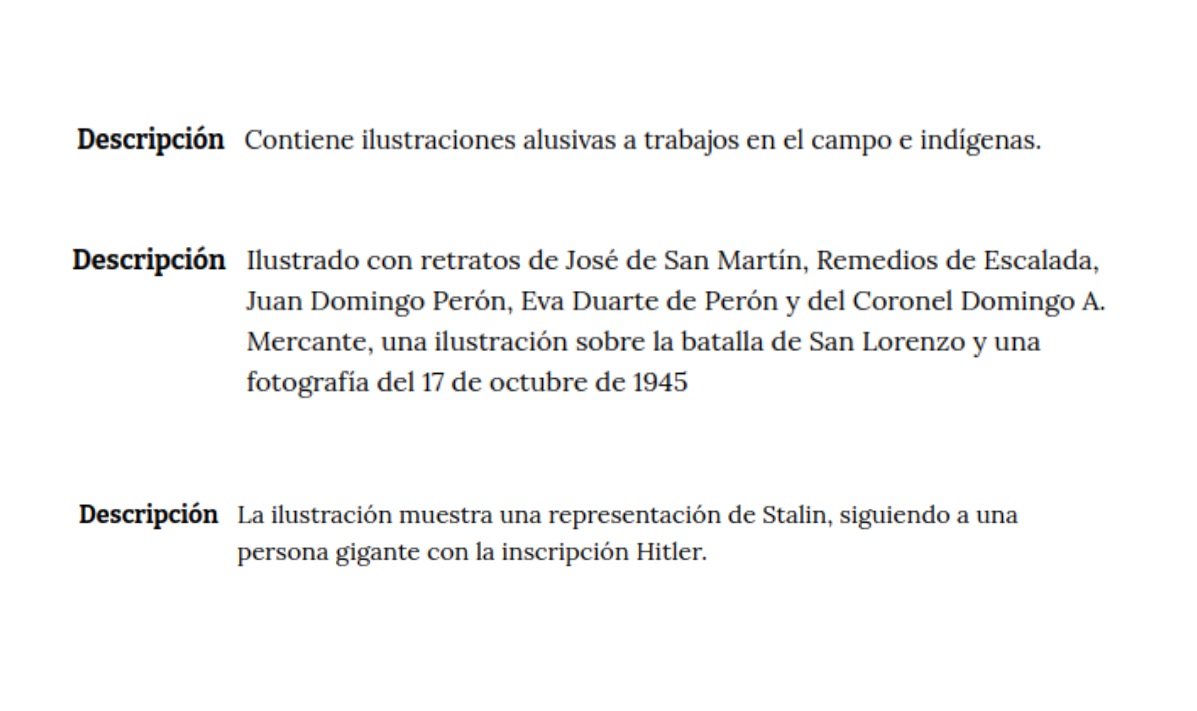 Descripción Contiene ilustraciones alusivas a trabajos en el campo e indígenas.
Descripción Ilustrado con retratos de José de San Martín, Remedios de Escalada,
Juan Domingo Perón, Eva Duarte de Perón y del Coronel Domingo A.
Mercante, una ilustración sobre la batalla de San Lorenzo y una
fotografía del 17 de octubre de 1945
Descripción La ilustración muestra una representación de Stalin, siguiendo a una
persona gigante con la inscripción Hitler.